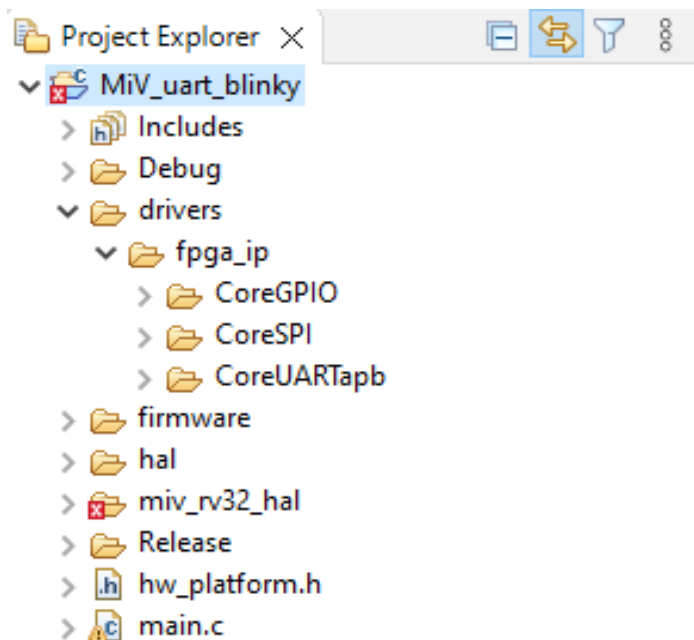 Project Explorer
MiV_uart_blinky
Includes
Debug
drivers
fpga_ip
CoreGPIO
CoreSPI
CoreUARTapb
firmware
hal
miv_rv32_hal
Release
hw_platform.h
main.c